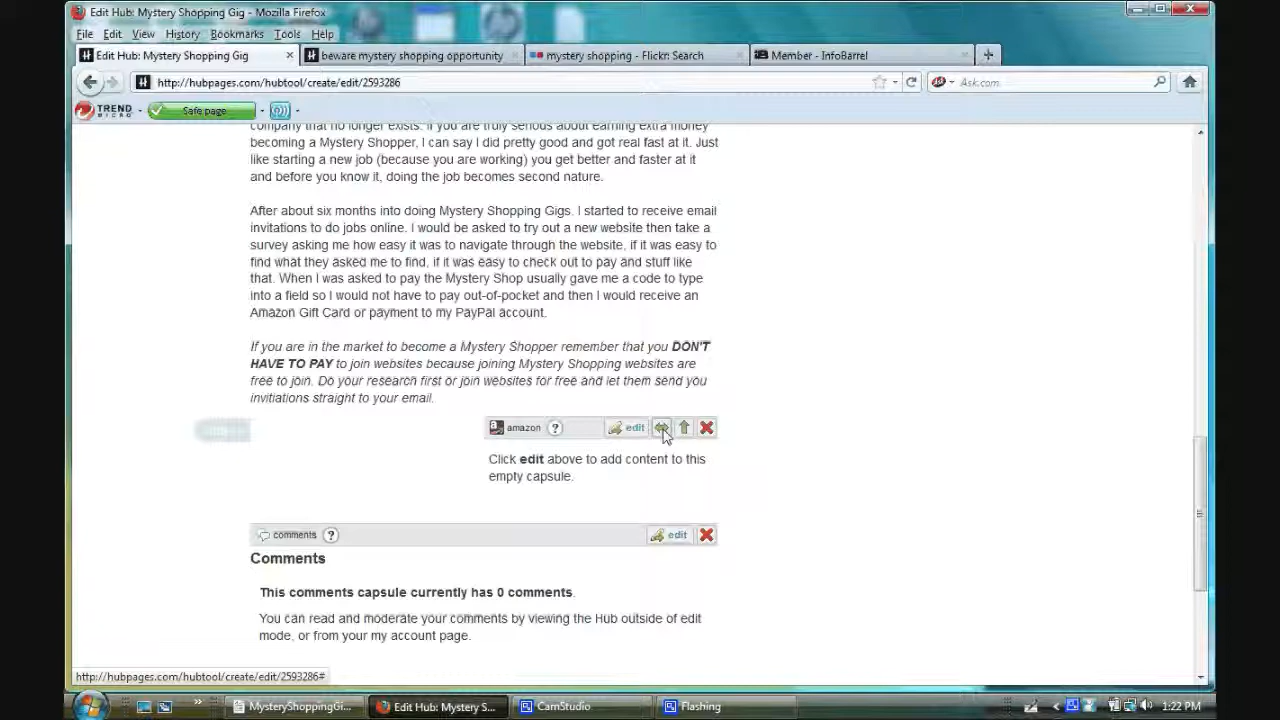 Edit Hub: Mystery Shopping Gig - Mozilla Firefox
File Edit View History Bookmarks Tools Help
Edit Hub: Mystery Shopping Gig × beware mystery shopping opportunity × mystery shopping - Flickr: Search × Member - InfoBarrel × +
http://hubpages.com/hubtool/create/edit/2593286 Ask.com
TREND MICRO Safe page
company that no longer exists. If you are truly serious about earning extra money
becoming a Mystery Shopper, I can say I did pretty good and got real fast at it. Just
like starting a new job (because you are working) you get better and faster at it
and before you know it, doing the job becomes second nature.
After about six months into doing Mystery Shopping Gigs. I started to receive email
invitations to do jobs online. I would be asked to try out a new website then take a
survey asking me how easy it was to navigate through the website, if it was easy to
find what they asked me to find, if it was easy to check out to pay and stuff like
that. When I was asked to pay the Mystery Shop usually gave me a code to type
into a field so I would not have to pay out-of-pocket and then I would receive an
Amazon Gift Card or payment to my PayPal account.
If you are in the market to become a Mystery Shopper remember that you DON'T
HAVE TO PAY to join websites because joining Mystery Shopping websites are
free to join. Do your research first or join websites for free and let them send you
invitiations straight to your email.
a amazon ? edit
Click edit above to add content to this
empty capsule.
comments ? edit
Comments
This comments capsule currently has 0 comments.
You can read and moderate your comments by viewing the Hub outside of edit
mode, or from your my account page.
http://hubpages.com/hubtool/create/edit/2593286#
MysteryShoppingGi... Edit Hub: Mystery S... CamStudio Flashing 1:22 PM